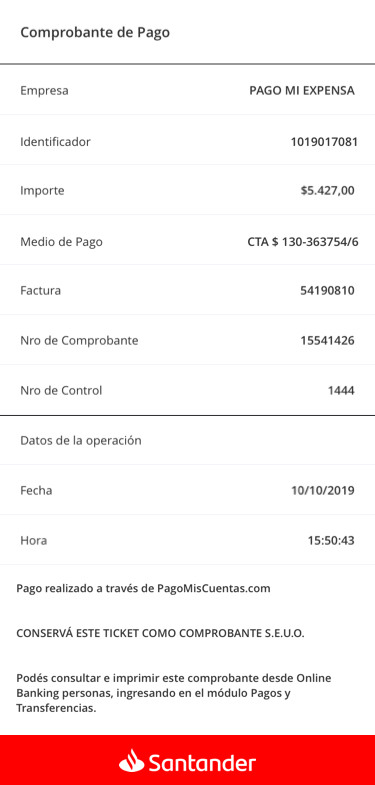 Comprobante de Pago
Empresa PAGO MI EXPENSA
Identificador 1019017081
Importe $5.427,00
Medio de Pago CTA $ 130-363754/6
Factura 54190810
Nro de Comprobante 15541426
Nro de Control 1444
Datos de la operación
Fecha 10/10/2019
Hora 15:50:43
Pago realizado a través de PagoMisCuentas.com
CONSERVÁ ESTE TICKET COMO COMPROBANTE S.E.U.O.
Podés consultar e imprimir este comprobante desde Online
Banking personas, ingresando en el módulo Pagos y
Transferencias.
Santander